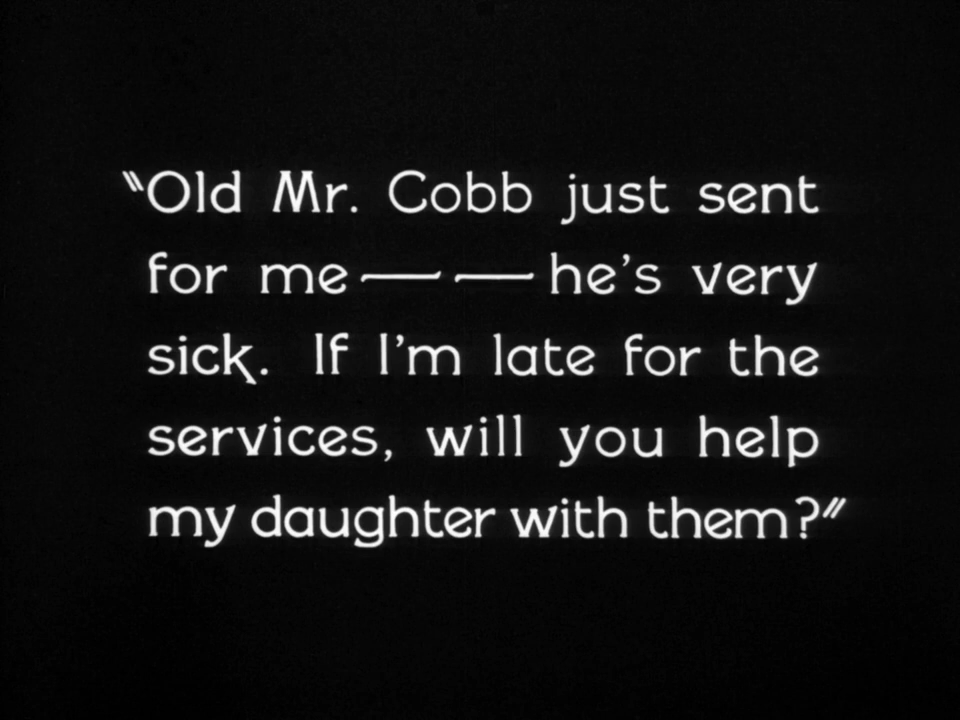 "Old Mr. Cobb just sent
for me — — he's very
sick. If I'm late for the
services, will you help
my daughter with them?"